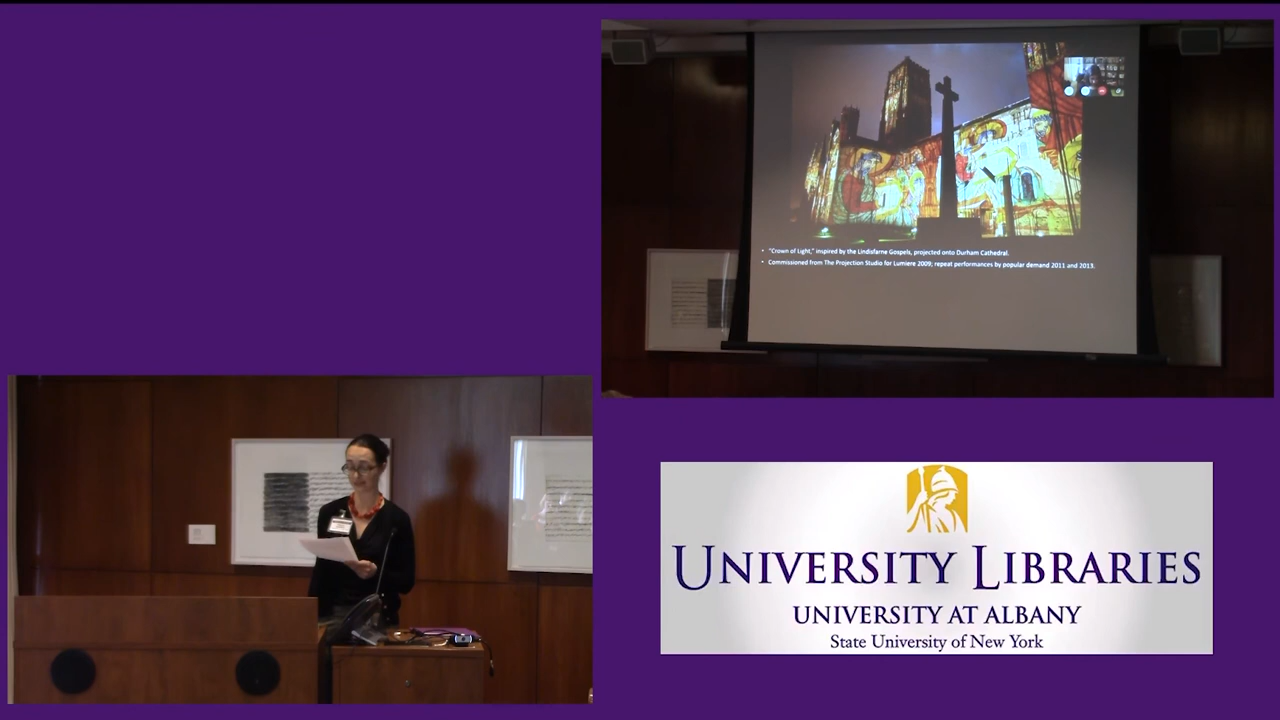 • "Crown of Light," inspired by the Lindisfarne Gospels, projected onto Durham Cathedral.
• Commissioned from The Projection Studio for Lumiere 2009; repeat performances by popular demand 2011 and 2013.
UNIVERSITY LIBRARIES
UNIVERSITY AT ALBANY
State University of New York